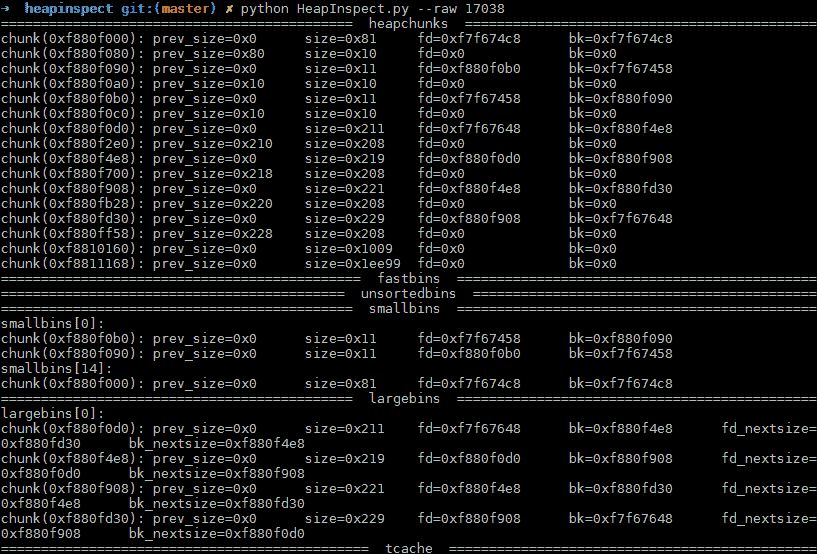 ➜  heapinspect git:(master) ✗ python HeapInspect.py --raw 17038
============================================  heapchunks  ==============================================
chunk(0xf880f000): prev_size=0x0      size=0x81     fd=0xf7f674c8      bk=0xf7f674c8
chunk(0xf880f080): prev_size=0x80     size=0x10     fd=0x0             bk=0x0
chunk(0xf880f090): prev_size=0x0      size=0x11     fd=0xf880f0b0      bk=0xf7f67458
chunk(0xf880f0a0): prev_size=0x10     size=0x10     fd=0x0             bk=0x0
chunk(0xf880f0b0): prev_size=0x0      size=0x11     fd=0xf7f67458      bk=0xf880f090
chunk(0xf880f0c0): prev_size=0x10     size=0x10     fd=0x0             bk=0x0
chunk(0xf880f0d0): prev_size=0x0      size=0x211    fd=0xf7f67648      bk=0xf880f4e8
chunk(0xf880f2e0): prev_size=0x210    size=0x208    fd=0x0             bk=0x0
chunk(0xf880f4e8): prev_size=0x0      size=0x219    fd=0xf880f0d0      bk=0xf880f908
chunk(0xf880f700): prev_size=0x218    size=0x208    fd=0x0             bk=0x0
chunk(0xf880f908): prev_size=0x0      size=0x221    fd=0xf880f4e8      bk=0xf880fd30
chunk(0xf880fb28): prev_size=0x220    size=0x208    fd=0x0             bk=0x0
chunk(0xf880fd30): prev_size=0x0      size=0x229    fd=0xf880f908      bk=0xf7f67648
chunk(0xf880ff58): prev_size=0x228    size=0x208    fd=0x0             bk=0x0
chunk(0xf8810160): prev_size=0x0      size=0x1009   fd=0x0             bk=0x0
chunk(0xf8811168): prev_size=0x0      size=0x1ee99  fd=0x0             bk=0x0
=============================================  fastbins  ===============================================
===========================================  unsortedbins  =============================================
============================================  smallbins  ===============================================
smallbins[0]:
chunk(0xf880f0b0): prev_size=0x0      size=0x11     fd=0xf7f67458      bk=0xf880f090
chunk(0xf880f090): prev_size=0x0      size=0x11     fd=0xf880f0b0      bk=0xf7f67458
smallbins[14]:
chunk(0xf880f000): prev_size=0x0      size=0x81     fd=0xf7f674c8      bk=0xf7f674c8
============================================  largebins  ===============================================
largebins[0]:
chunk(0xf880f0d0): prev_size=0x0      size=0x211    fd=0xf7f67648      bk=0xf880f4e8      fd_nextsize=
0xf880fd30      bk_nextsize=0xf880f4e8
chunk(0xf880f4e8): prev_size=0x0      size=0x219    fd=0xf880f0d0      bk=0xf880f908      fd_nextsize=
0xf880f0d0      bk_nextsize=0xf880f908
chunk(0xf880f908): prev_size=0x0      size=0x221    fd=0xf880f4e8      bk=0xf880fd30      fd_nextsize=
0xf880f4e8      bk_nextsize=0xf880fd30
chunk(0xf880fd30): prev_size=0x0      size=0x229    fd=0xf880f908      bk=0xf7f67648      fd_nextsize=
0xf880f908      bk_nextsize=0xf880f0d0
==============================================  tcache  ================================================